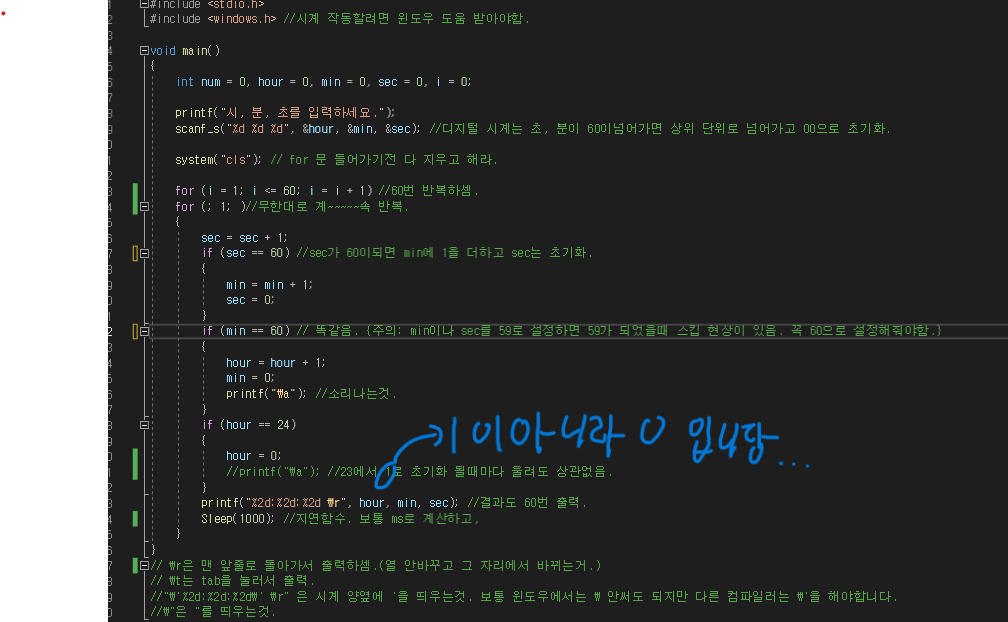 #include <stdio.h>
#include <windows.h> //시계 작동할려면 윈도우 도움 받아야함.
void main()
{
int num = 0, hour = 0, min = 0, sec = 0, i = 0;
printf("시, 분, 초를 입력하세요.");
scanf_s("%d %d %d", &hour, &min, &sec); //디지털 시계는 초, 분이 60이넘어가면 상위 단위로 넘어가고 00으로 초기화.
system("cls"); // for 문 들어가기전 다 지우고 해라.
for (i = 1; i <= 60; i = i + 1) //60번 반복하셈.
for (; 1; )//무한대로 계~~~~~속 반복.
{
sec = sec + 1;
if (sec == 60) //sec가 60이되면 min에 1을 더하고 sec는 초기화.
{
min = min + 1;
sec = 0;
}
if (min == 60) // 똑같음. {주의: min이나 sec를 59로 설정하면 59가 되었을때 스킵 현상이 있음. 꼭 60으로 설정해줘야함.}
{
hour = hour + 1;
min = 0;
printf("₩a"); //소리나는것.
}
if (hour == 24)
1이아니라 0 입니당...
{
hour = 0;
//printf("₩a"); //23에서 1로 초기화 될때마다 울려도 상관없음.
}
printf("%2d:%2d:%2d ₩r", hour, min, sec); //결과도 60번 출력.
Sleep(1000); //지연함수. 보통 ms로 계산하고,
}
}
// ₩r은 맨 앞줄로 돌아가서 출력하셈.(열 안바꾸고 그 자리에서 바뀌는거.)
// ₩t는 tab을 눌러서 출력.
//"₩'%2d:%2d:%2d₩' ₩r" 은 시계 양옆에 '을 띄우는것. 보통 윈도우에서는 ₩ 안써도 되지만 다른 컴파일러는 ₩'을 해야합니다.
//₩"은 "를 띄우는것.